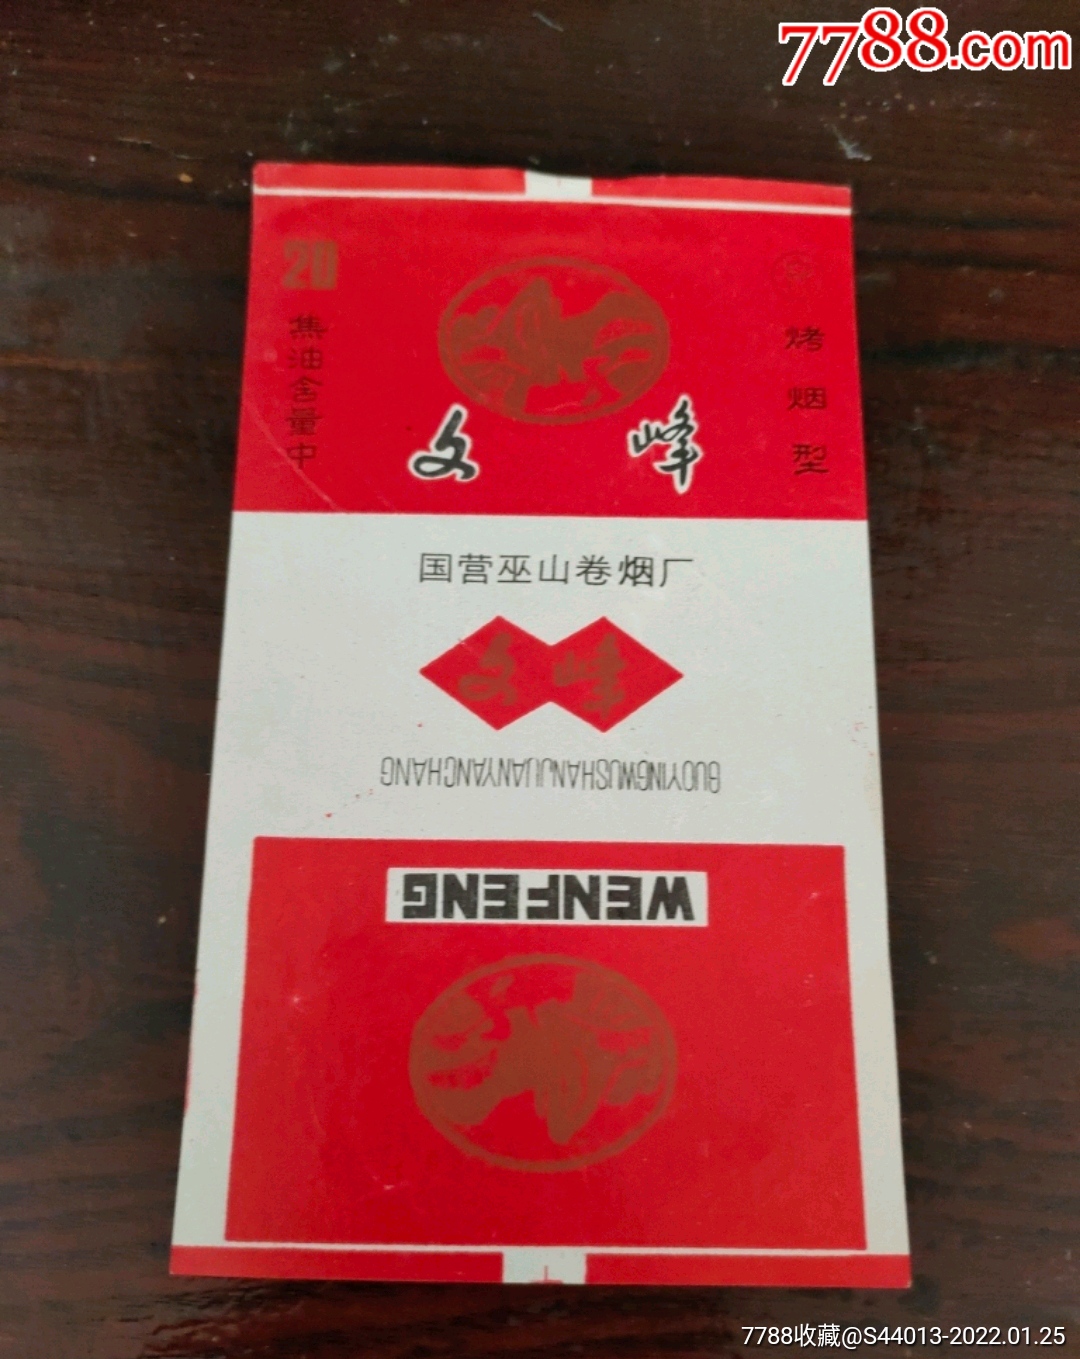 7788.com
20
焦油含量中
文峰
烤烟型
国营巫山卷烟厂
文峰
GUOYINGWUSHANJUANYANCHANG
WENFENG
7788收藏@S44013-2022.01.25